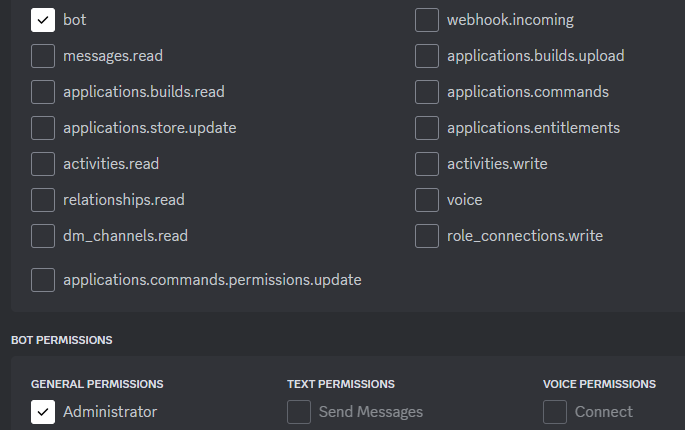 bot webhook.incoming
messages.read applications.builds.upload
applications.builds.read applications.commands
applications.store.update applications.entitlements
activities.read activities.write
relationships.read voice
dm_channels.read role_connections.write
applications.commands.permissions.update
BOT PERMISSIONS
GENERAL PERMISSIONS TEXT PERMISSIONS VOICE PERMISSIONS
Administrator Send Messages Connect